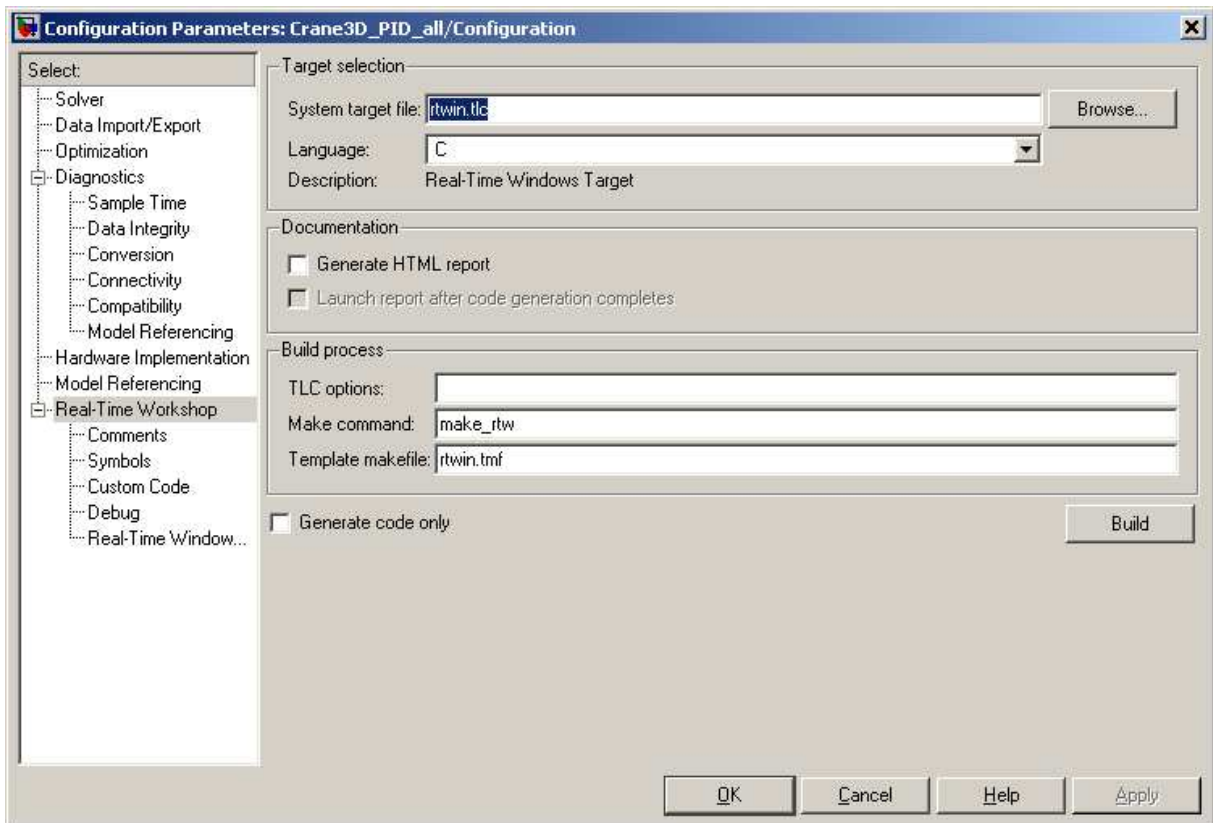 Configuration Parameters: Crane3D_PID_all/Configuration
Select:
Solver
Data Import/Export
Optimization
Diagnostics
Sample Time
Data Integrity
Conversion
Connectivity
Compatibility
Model Referencing
Hardware Implementation
Model Referencing
Real-Time Workshop
Comments
Symbols
Custom Code
Debug
Real-Time Window...
Target selection
System target file: rtwin.tlc
Browse...
Language: C
Description: Real-Time Windows Target
Documentation
Generate HTML report
Launch report after code generation completes
Build process
TLC options:
Make command: make_rtw
Template makefile: rtwin.tmf
Generate code only
Build
OK
Cancel
Help
Apply